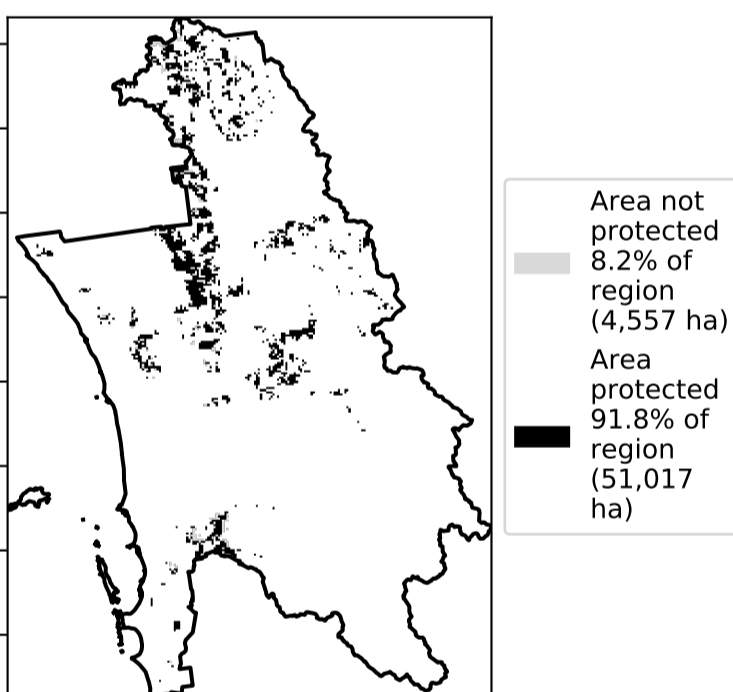 Area not
protected
8.2% of
region
(4,557 ha)
Area
protected
91.8% of
region
(51,017
ha)